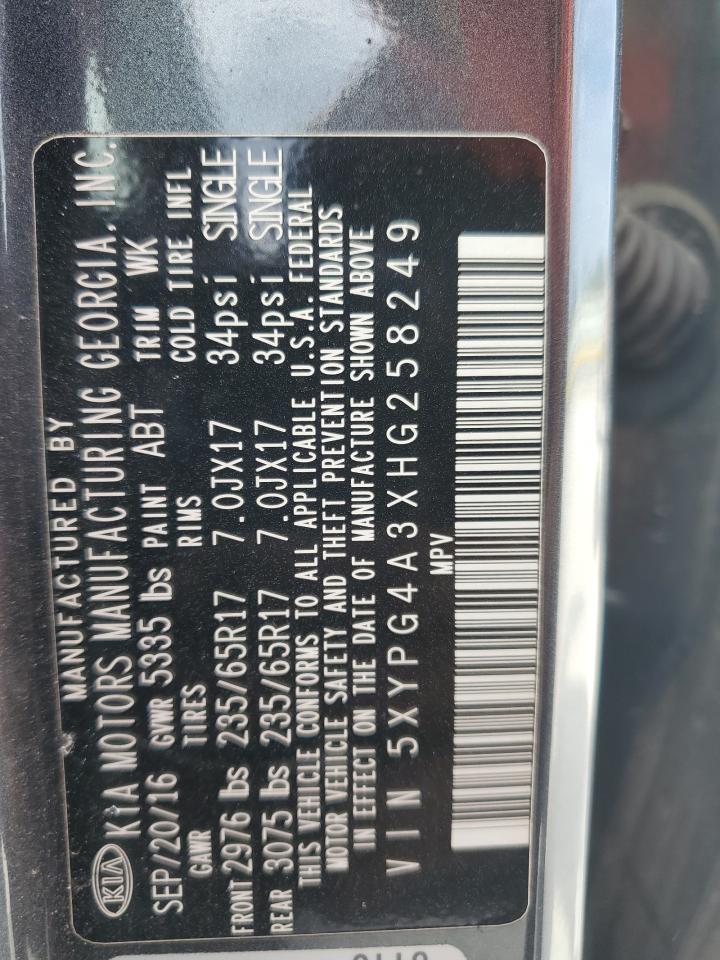 MANUFACTURED BY
KIA KIA MOTORS MANUFACTURING GEORGIA, INC.
SEP/20/16 GVWR 5335 lbs PAINT ABT TRIM WK
GAWR TIRES RIMS COLD TIRE INFL
FRONT 2976 lbs 235/65R17 7.0JX17 34psi SINGLE
REAR 3075 lbs 235/65R17 7.0JX17 34psi SINGLE
THIS VEHICLE CONFORMS TO ALL APPLICABLE U.S.A. FEDERAL
MOTOR VEHICLE SAFETY AND THEFT PREVENTION STANDARDS
IN EFFECT ON THE DATE OF MANUFACTURE SHOWN ABOVE
VIN 5XYPG4A3XHG258249
MPV